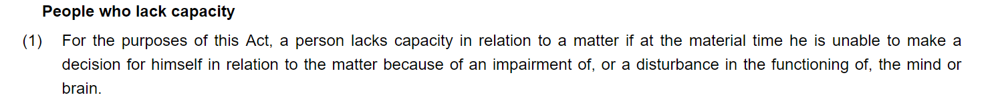 People who lack capacity
(1) For the purposes of this Act, a person lacks capacity in relation to a matter if at the material time he is unable to make a
decision for himself in relation to the matter because of an impairment of, or a disturbance in the functioning of, the mind or
brain.